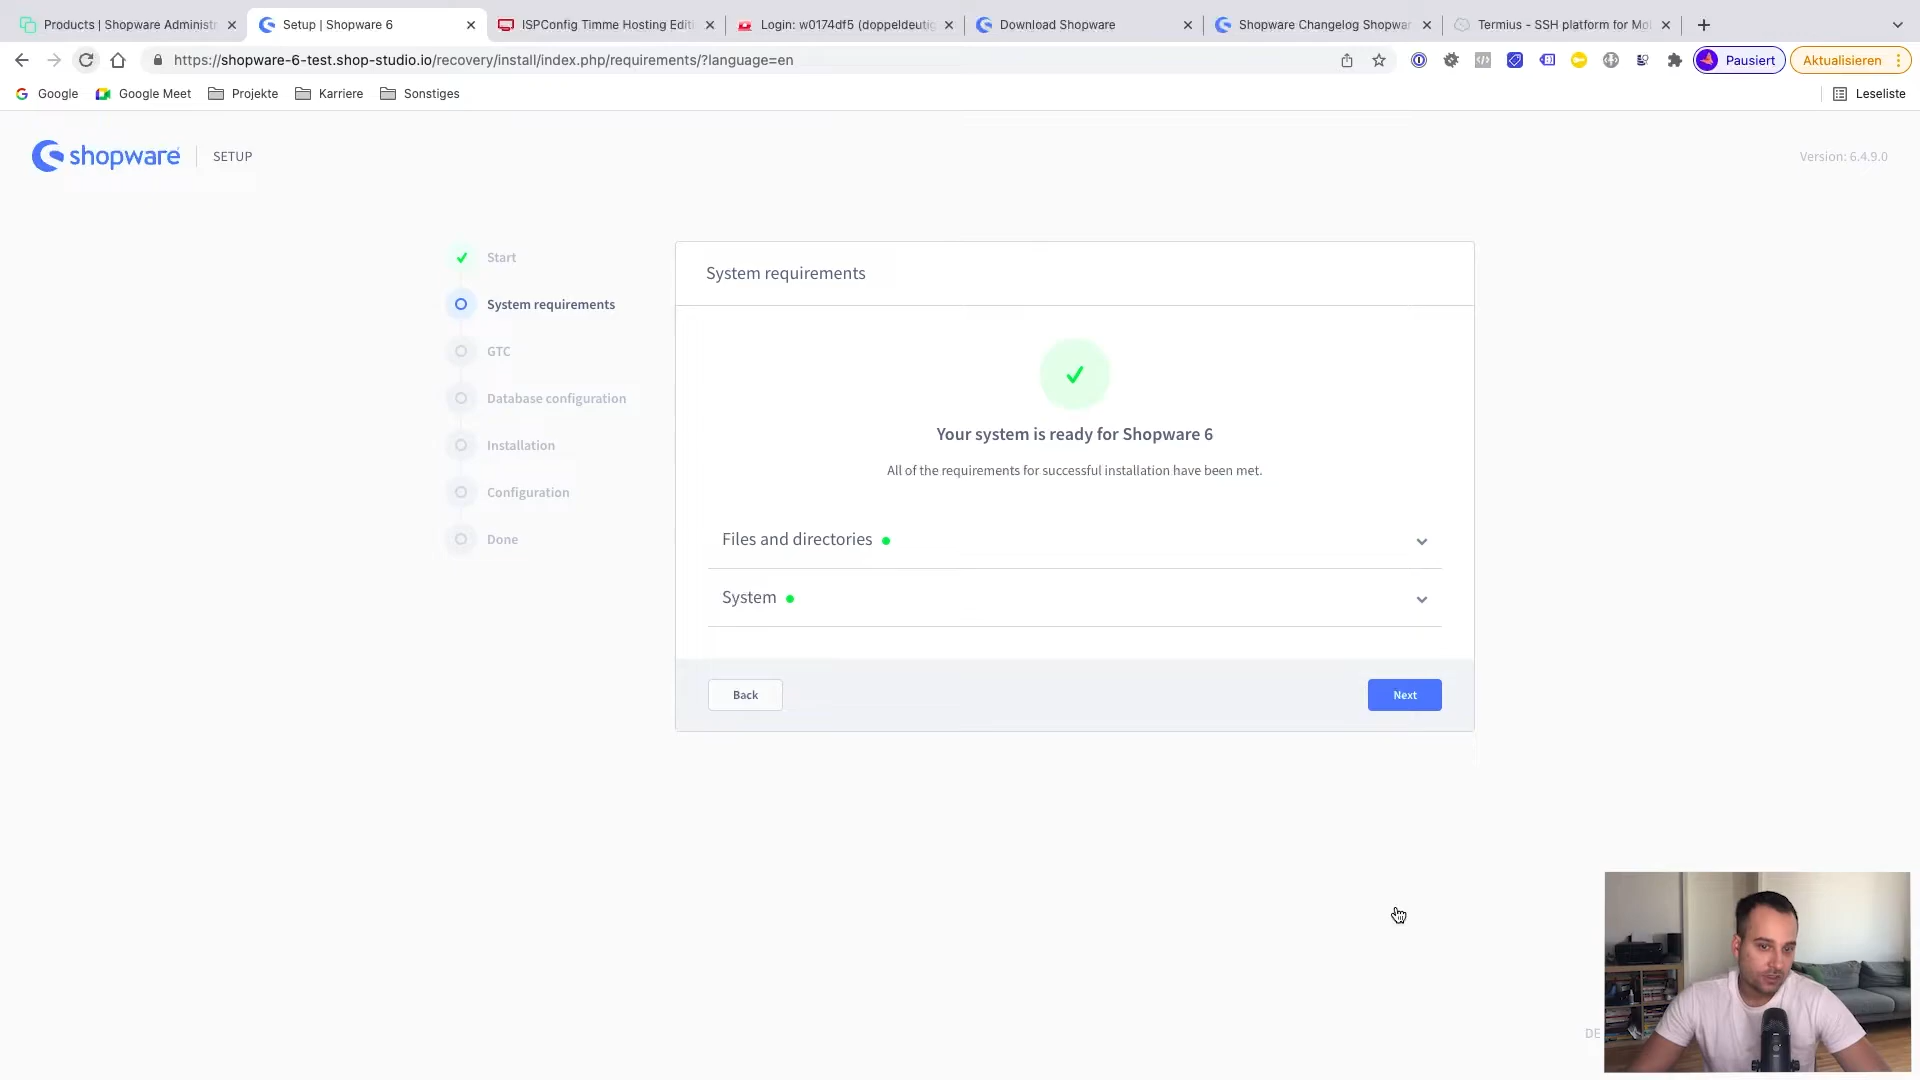 Products | Shopware Administr
Setup | Shopware 6
ISPConfig Timme Hosting Editi
Login: w0174df5 (doppeldeutig
Download Shopware
Shopware Changelog Shopwar
Termius - SSH platform for Mo
https://shopware-6-test.shop-studio.io/recovery/install/index.php/requirements/?language=en
Pausiert
Aktualisieren
Google
Google Meet
Projekte
Karriere
Sonstiges
Leseliste
shopware
SETUP
Version: 6.4.9.0
Start
System requirements
GTC
Database configuration
Installation
Configuration
Done
System requirements
Your system is ready for Shopware 6
All of the requirements for successful installation have been met.
Files and directories
System
Back
Next
DE